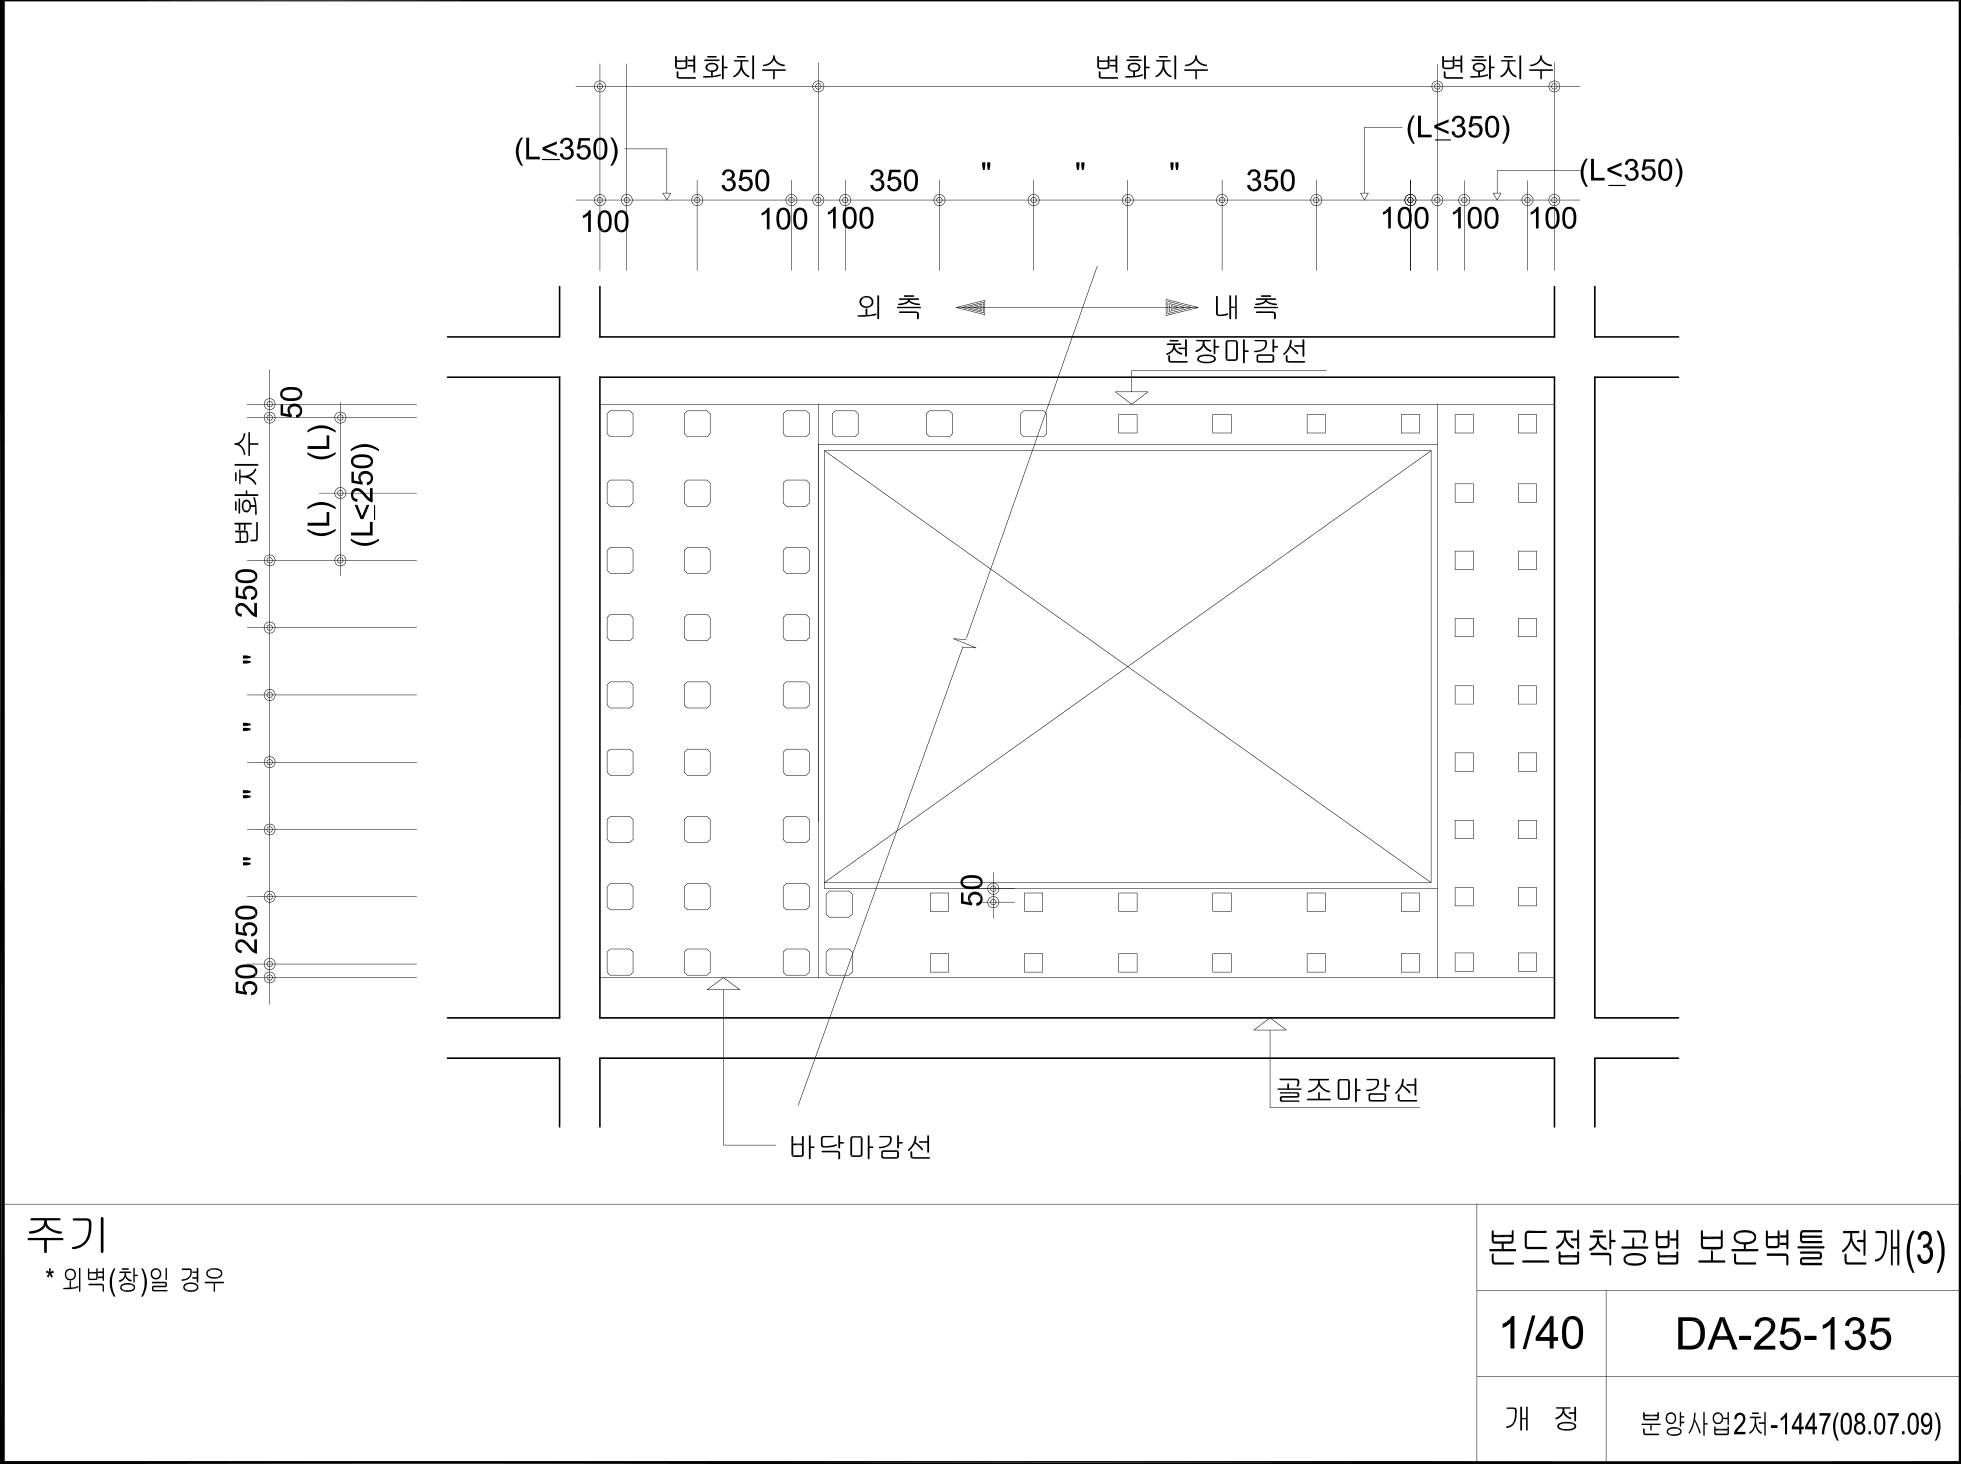 변화치수 변화치수 변화치수
(L≤350) (L≤350) (L≤350)
350 350 " " " 350
100 100 100 100 100 100
외 측 내 측
천장마감선
50
변화치수
(L)
(L)
(L≤250)
250
"
"
"
"
250
50
50
골조마감선
바닥마감선
주기
* 외벽(창)일 경우
본드접착공법 보온벽틀 전개(3)
1/40 DA-25-135
개 정 분양사업2처-1447(08.07.09)